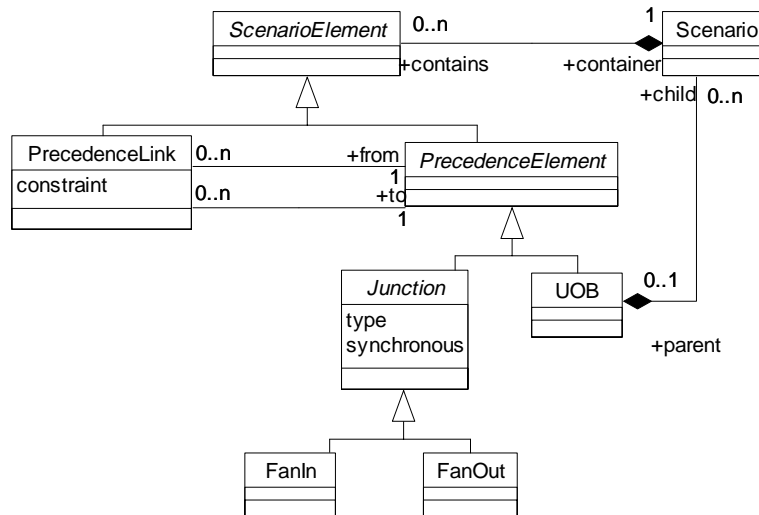 ScenarioElement
0..n
1
Scenario
+contains
+container
+child
0..n
PrecedenceLink
constraint
0..n
+from
1
PrecedenceElement
0..n
+to
1
Junction
type
synchronous
UOB
0..1
+parent
FanIn
FanOut